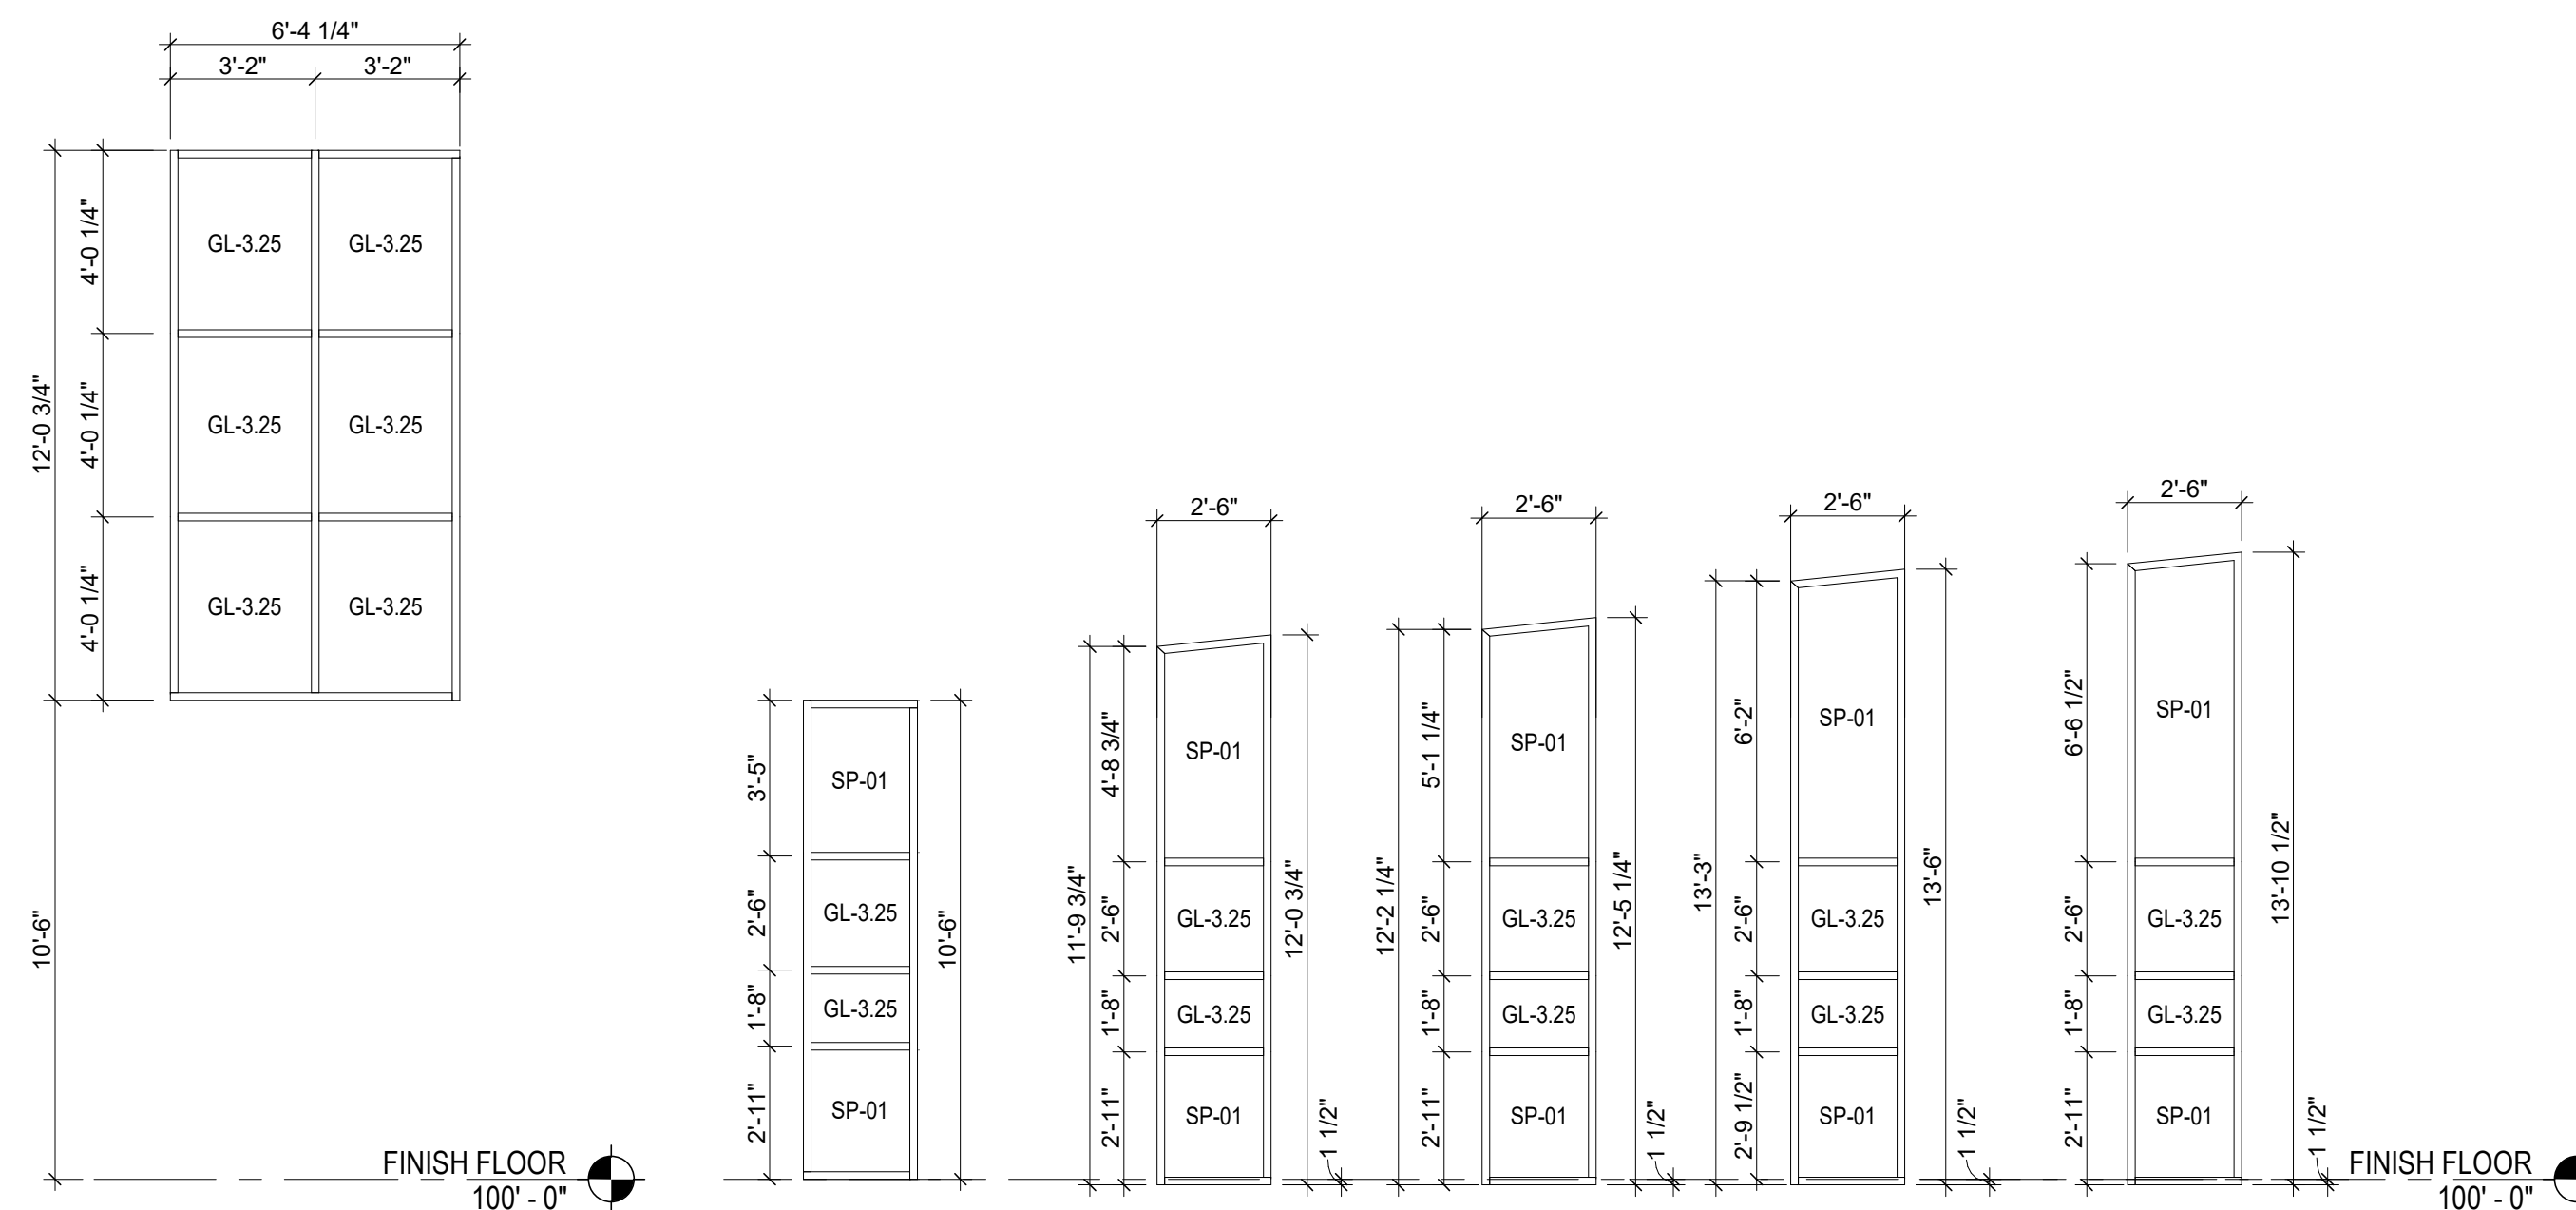 6'-4 1/4"
3'-2" 3'-2"
12'-0 3/4"
4'-0 1/4"
4'-0 1/4"
4'-0 1/4"
10'-6"
GL-3.25 GL-3.25
GL-3.25 GL-3.25
GL-3.25 GL-3.25
FINISH FLOOR
100' - 0"
3'-5"
2'-6"
1'-8"
2'-11"
SP-01
GL-3.25
GL-3.25
SP-01
10'-6"
2'-6"
11'-9 3/4"
4'-8 3/4"
2'-6"
1'-8"
2'-11"
SP-01
GL-3.25
GL-3.25
SP-01
12'-0 3/4"
1 1/2"
2'-6"
12'-2 1/4"
5'-1 1/4"
2'-6"
1'-8"
2'-11"
SP-01
GL-3.25
GL-3.25
SP-01
12'-5 1/4"
1 1/2"
2'-6"
13'-3"
6'-2"
2'-6"
1'-8"
2'-9 1/2"
SP-01
GL-3.25
GL-3.25
SP-01
13'-6"
1 1/2"
2'-6"
6'-6 1/2"
2'-6"
1'-8"
2'-11"
SP-01
GL-3.25
GL-3.25
SP-01
13'-10 1/2"
1 1/2"
FINISH FLOOR
100' - 0"